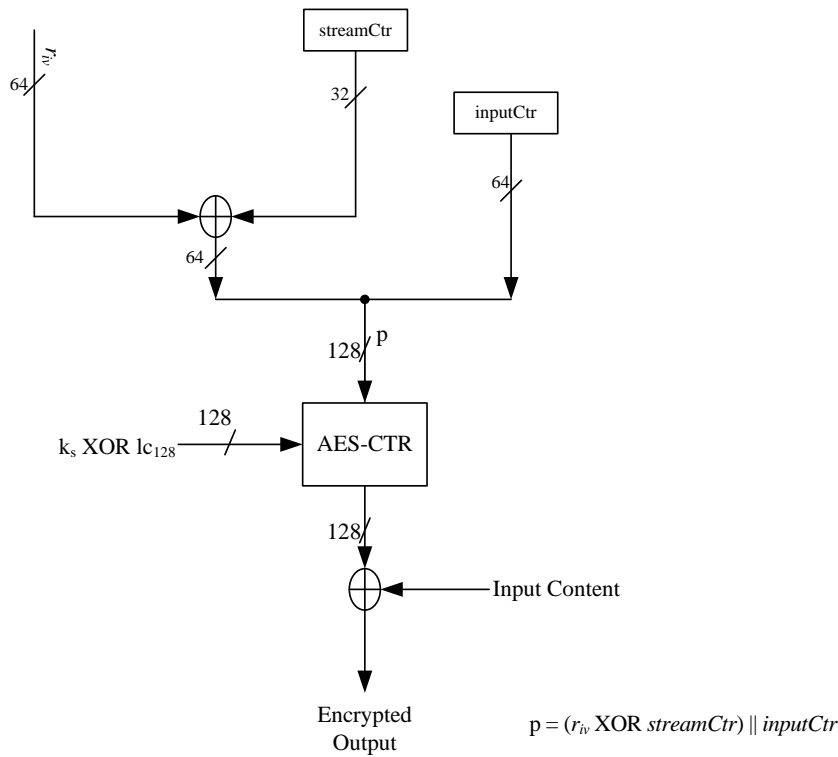 streamCtr
r_iv
64
32
inputCtr
64
64
128
p
128
k_s XOR lc_128
AES-CTR
128
Input Content
Encrypted
Output
p = (r_iv XOR streamCtr) || inputCtr